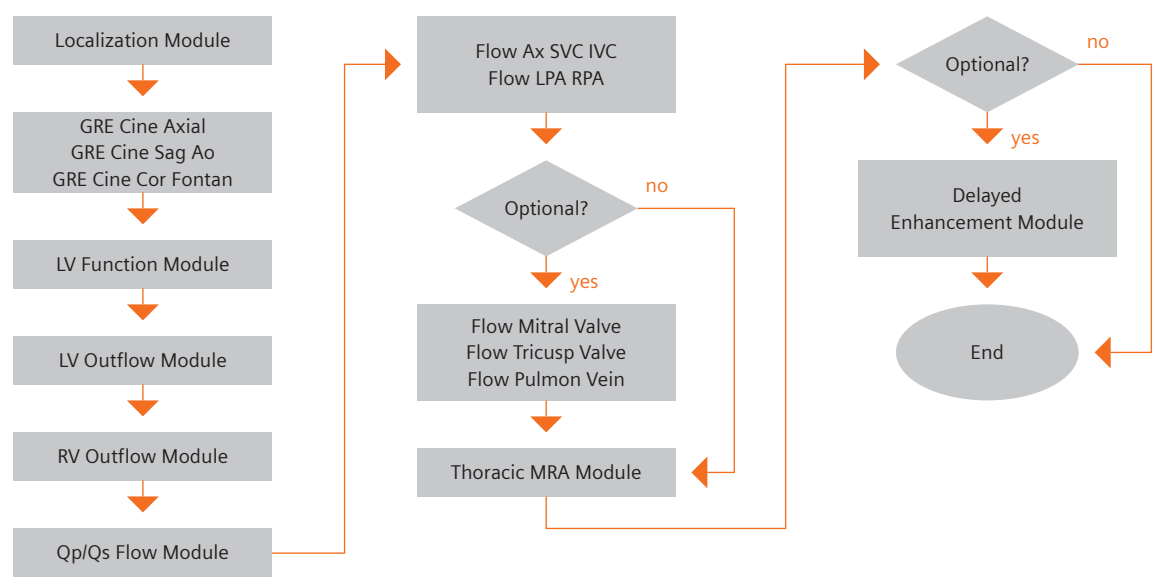 Localization Module
GRE Cine Axial
GRE Cine Sag Ao
GRE Cine Cor Fontan
LV Function Module
LV Outflow Module
RV Outflow Module
Qp/Qs Flow Module
Flow Ax SVC IVC
Flow LPA RPA
Optional?
no
yes
Flow Mitral Valve
Flow Tricusp Valve
Flow Pulmon Vein
Thoracic MRA Module
Optional?
no
yes
Delayed
Enhancement Module
End